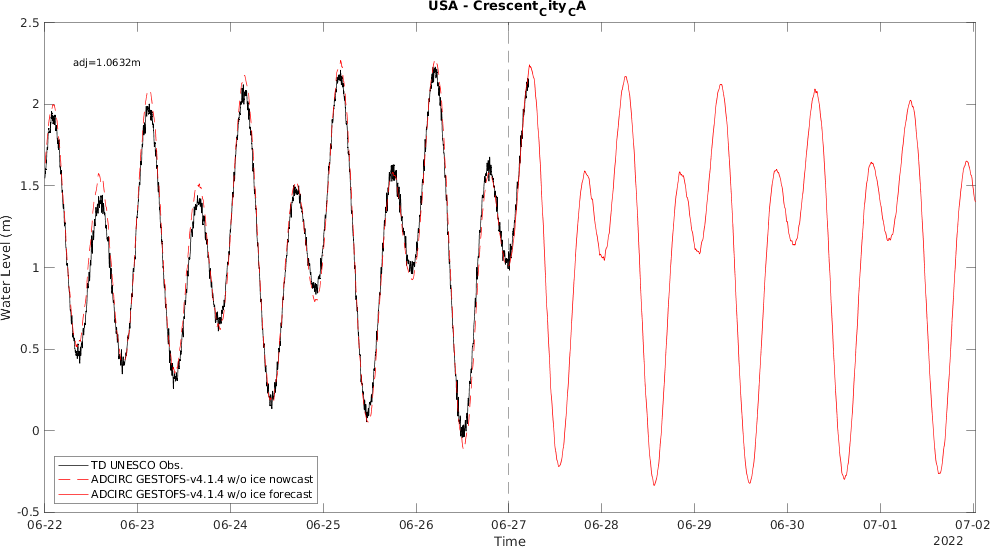 USA - Crescent_City_CA
2.5
adj=1.0632m
2
1.5
1
0.5
0
-0.5
Water Level (m)
TD UNESCO Obs.
ADCIRC GESTOFS-v4.1.4 w/o ice nowcast
ADCIRC GESTOFS-v4.1.4 w/o ice forecast
06-22 06-23 06-24 06-25 06-26 06-27 06-28 06-29 06-30 07-01 07-02
Time
2022